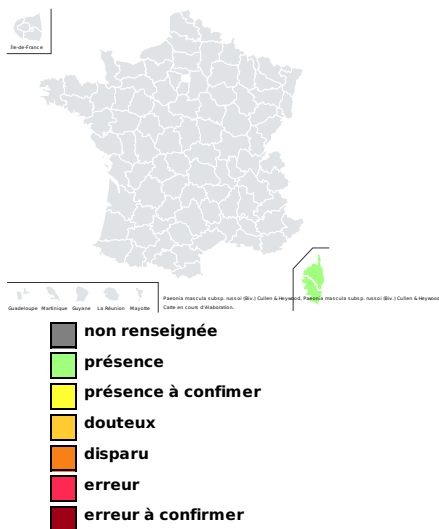 Île-de-France
Guadeloupe Martinique Guyane La Réunion Mayotte
Paeonia mascula subsp. russoi (Biv.) Cullen & Heywood, Paeonia mascula subsp. russoi (Biv.) Cullen & Heywood
Carte en cours d'élaboration.
non renseignée
présence
présence à confimer
douteux
disparu
erreur
erreur à confirmer